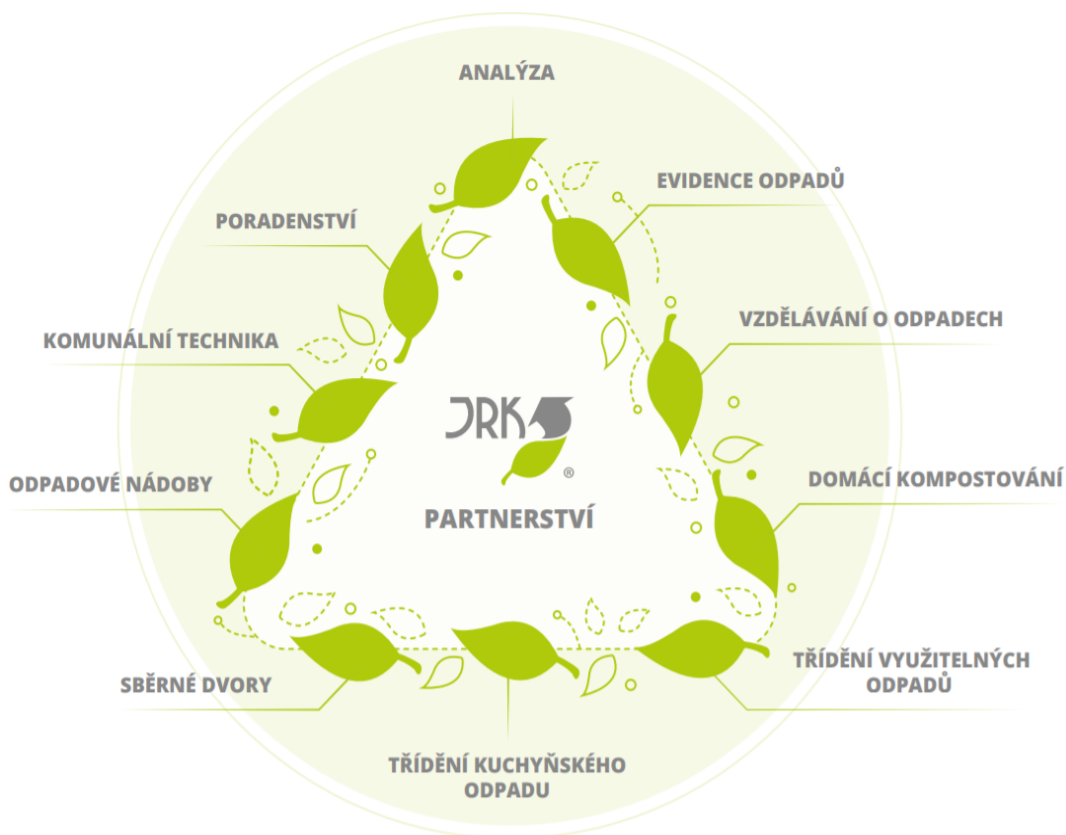 ANALÝZA
EVIDENCE ODPADŮ
PORADENSTVÍ
VZDĚLÁVÁNÍ O ODPADECH
KOMUNÁLNÍ TECHNIKA
JRK
®
DOMÁCÍ KOMPOSTOVÁNÍ
ODPADOVÉ NÁDOBY
PARTNERSTVÍ
TŘÍDĚNÍ VYUŽITELNÝCH
ODPADŮ
SBĚRNÉ DVORY
TŘÍDĚNÍ KUCHYŇSKÉHO
ODPADU